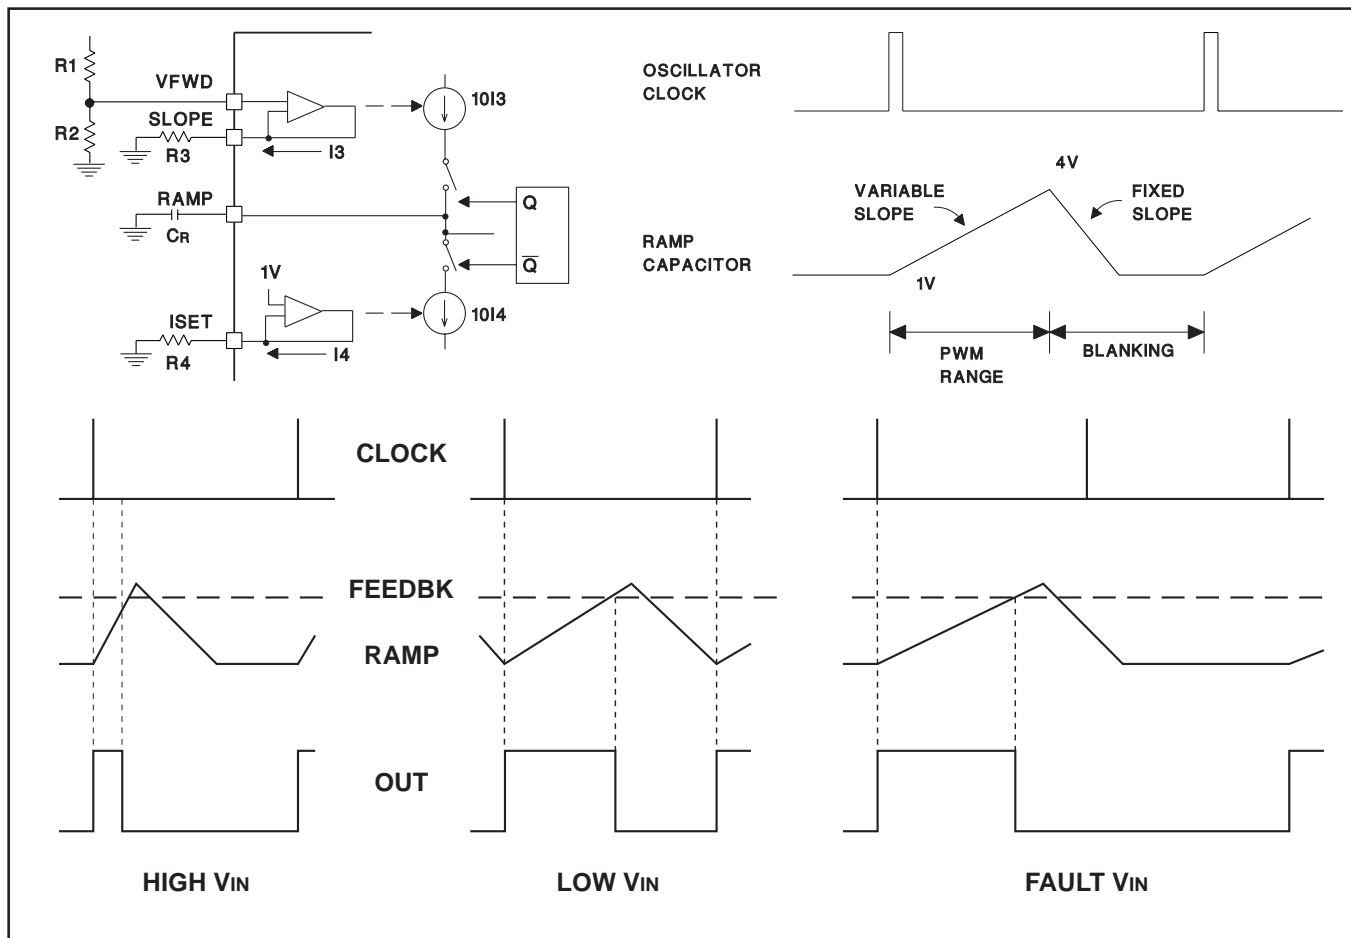 R1
VFWD
R2
SLOPE
R3
I3
10I3
RAMP
CR
Q
Q̅
1V
10I4
ISET
R4
I4
OSCILLATOR
CLOCK
4V
VARIABLE
SLOPE
FIXED
SLOPE
RAMP
CAPACITOR
1V
PWM
RANGE
BLANKING
CLOCK
FEEDBK
RAMP
OUT
HIGH VIN
LOW VIN
FAULT VIN